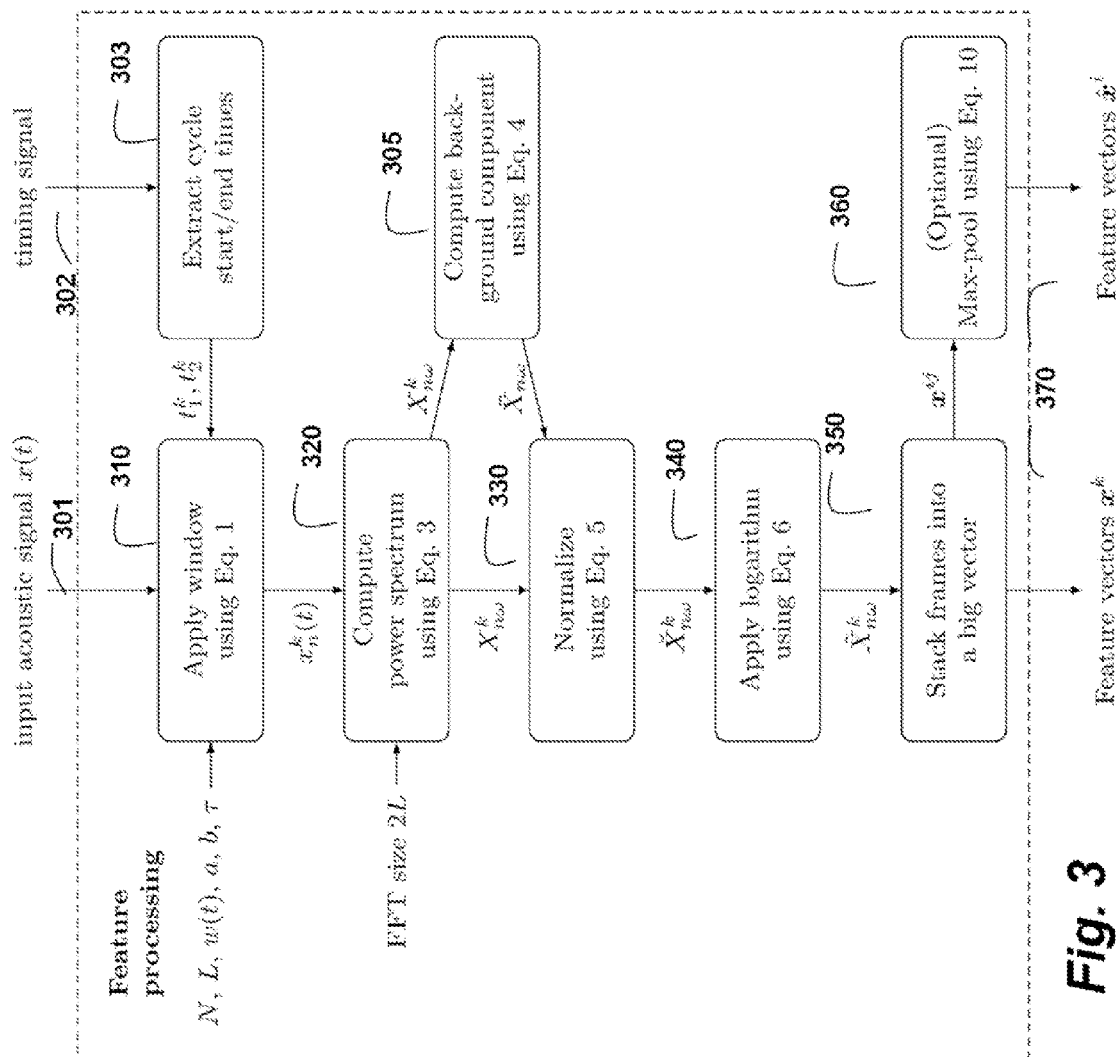 input acoustic signal x(t)
timing signal
301
302
303
310
Feature
processing
N, L, w(t), a, b, τ
Apply window
using Eq. 1
t₁ᵏ, t₂ᵏ
Extract cycle
start/end times
xₙᵏ(t)
320
FFT size 2L
Compute
power spectrum
using Eq. 3
Xₙωᵏ
305
Compute back-
ground component
using Eq. 4
Xₙωᵏ
330
X̄ₙω
Normalize
using Eq. 5
X̆ₙωᵏ
340
Apply logarithm
using Eq. 6
X̃ₙωᵏ
350
360
Stack frames into
a big vector
(Optional)
Max-pool using Eq. 10
370
Feature vectors xᵏ
Feature vectors x̂ⁱ
Fig. 3